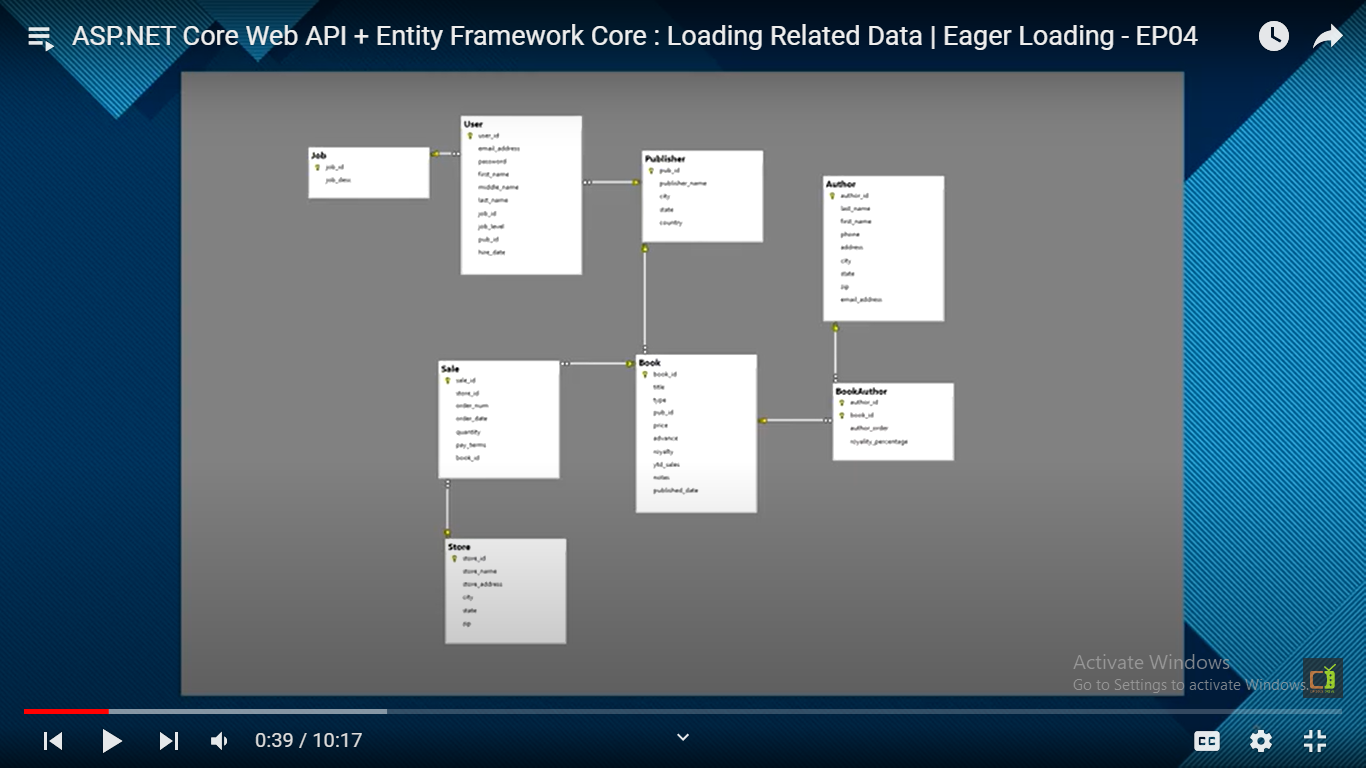 ASP.NET Core Web API + Entity Framework Core : Loading Related Data | Eager Loading - EP04
User
user_id
email_address
password
first_name
middle_name
last_name
job_id
job_level
pub_id
hire_date
Job
job_id
job_desc
Publisher
pub_id
publisher_name
city
state
country
Author
author_id
last_name
first_name
phone
address
city
state
zip
email_address
Sale
sale_id
store_id
order_num
order_date
quantity
pay_terms
book_id
Book
book_id
title
type
pub_id
price
advance
royalty
ytd_sales
notes
published_date
BookAuthor
author_id
book_id
author_order
royality_percentage
Store
store_id
store_name
store_address
city
state
zip
Activate Windows
Go to Settings to activate Windows.
0:39 / 10:17
CC